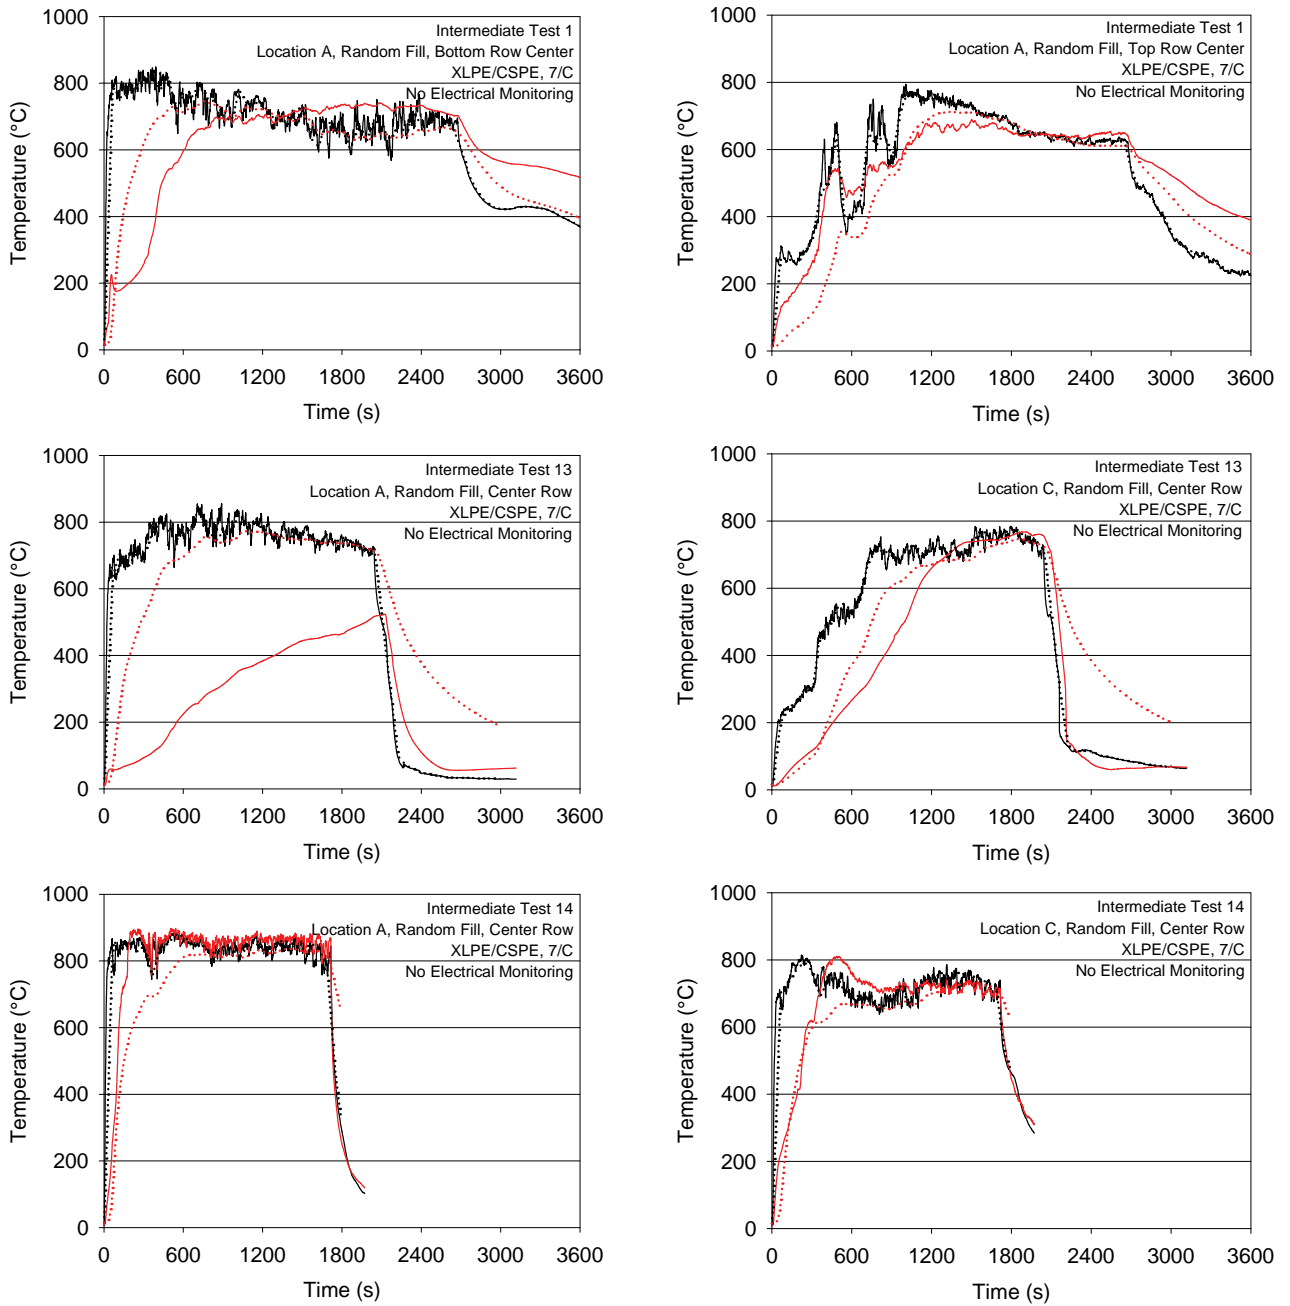 Intermediate Test 1
Location A, Random Fill, Bottom Row Center
XLPE/CSPE, 7/C
No Electrical Monitoring
Temperature (°C)
1000
800
600
400
200
0
0 600 1200 1800 2400 3000 3600
Time (s)
Intermediate Test 1
Location A, Random Fill, Top Row Center
XLPE/CSPE, 7/C
No Electrical Monitoring
Temperature (°C)
1000
800
600
400
200
0
0 600 1200 1800 2400 3000 3600
Time (s)
Intermediate Test 13
Location A, Random Fill, Center Row
XLPE/CSPE, 7/C
No Electrical Monitoring
Temperature (°C)
1000
800
600
400
200
0
0 600 1200 1800 2400 3000 3600
Time (s)
Intermediate Test 13
Location C, Random Fill, Center Row
XLPE/CSPE, 7/C
No Electrical Monitoring
Temperature (°C)
1000
800
600
400
200
0
0 600 1200 1800 2400 3000 3600
Time (s)
Intermediate Test 14
Location A, Random Fill, Center Row
XLPE/CSPE, 7/C
No Electrical Monitoring
Temperature (°C)
1000
800
600
400
200
0
0 600 1200 1800 2400 3000 3600
Time (s)
Intermediate Test 14
Location C, Random Fill, Center Row
XLPE/CSPE, 7/C
No Electrical Monitoring
Temperature (°C)
1000
800
600
400
200
0
0 600 1200 1800 2400 3000 3600
Time (s)